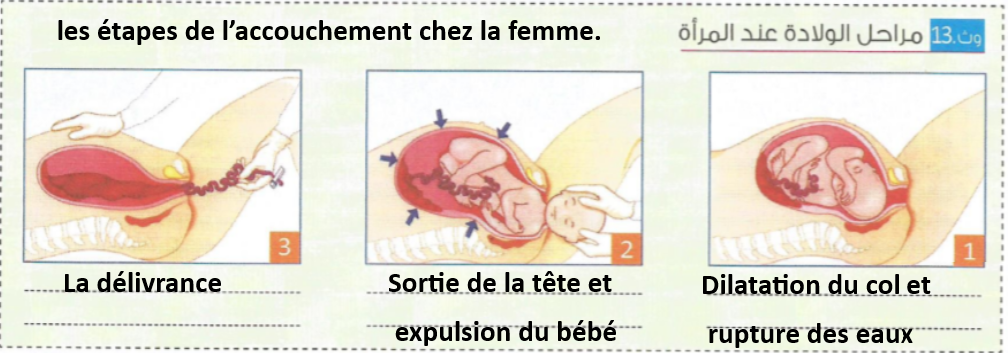 les étapes de l’accouchement chez la femme.
وث.13 مراحل الولادة عند المرأة
3
2
1
La délivrance
Sortie de la tête et
expulsion du bébé
Dilatation du col et
rupture des eaux